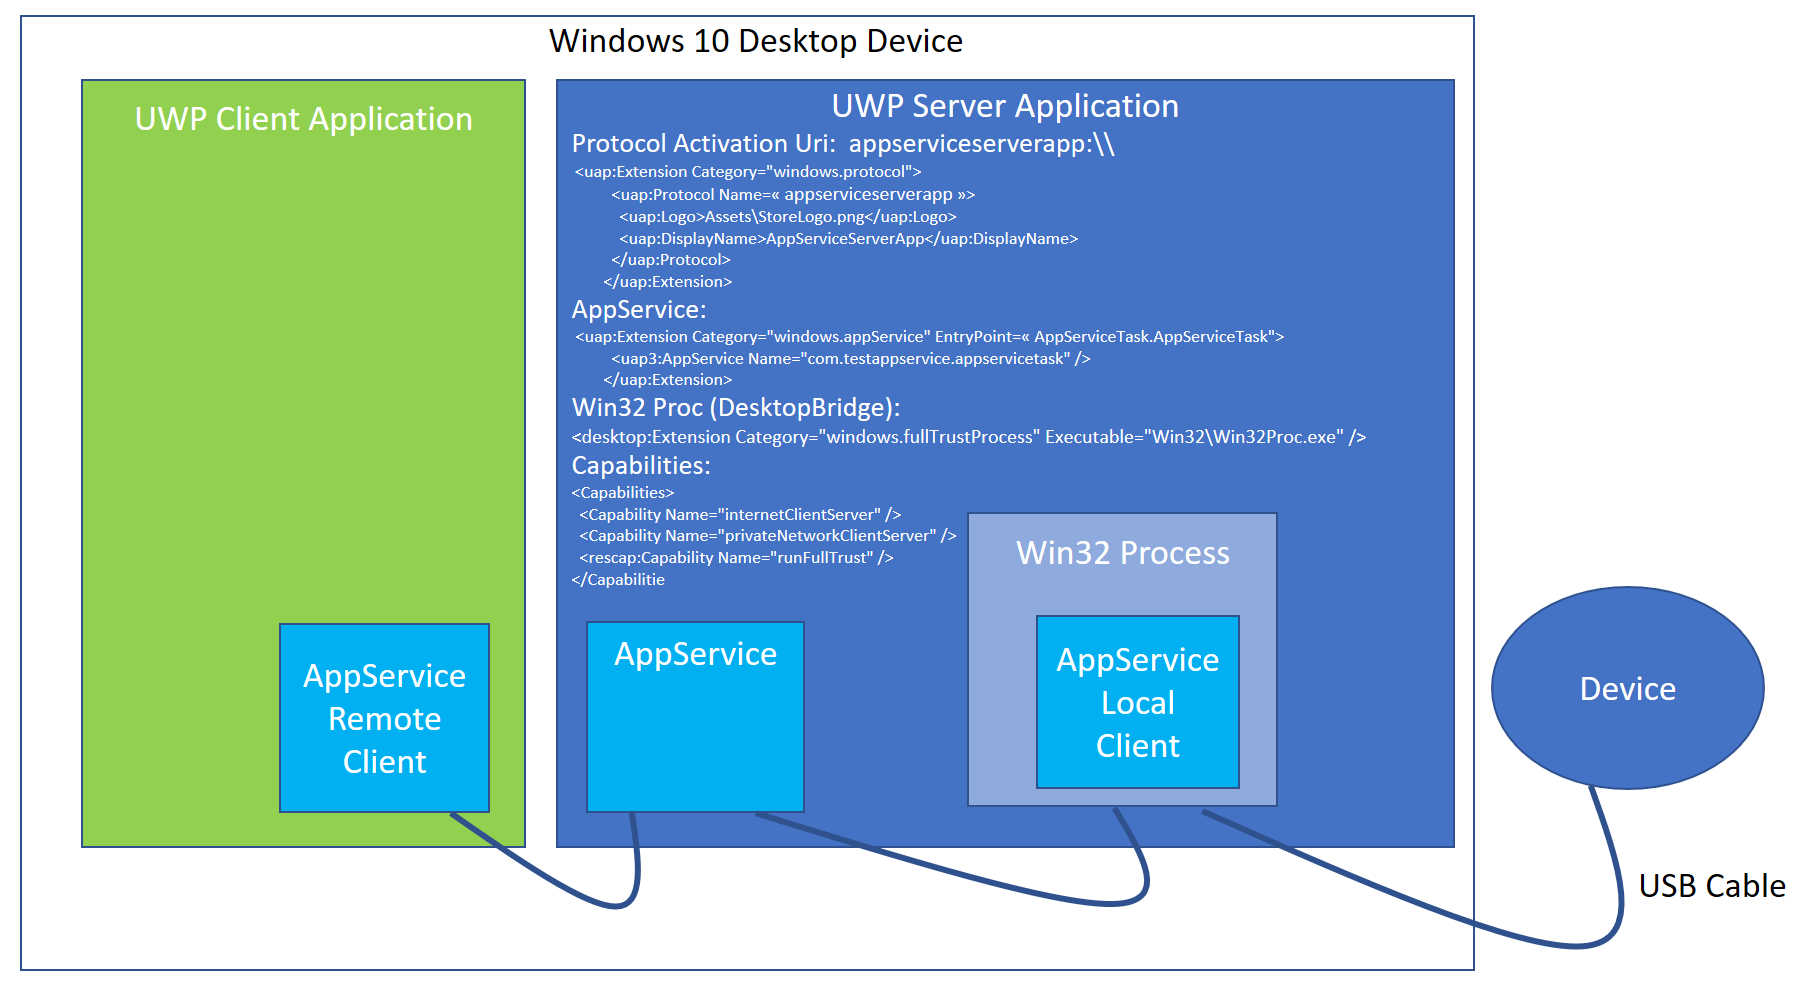 Windows 10 Desktop Device
UWP Client Application
UWP Server Application
Protocol Activation Uri:  appserviceserverapp:\\
<uap:Extension Category="windows.protocol">
<uap:Protocol Name=« appserviceserverapp »>
<uap:Logo>Assets\StoreLogo.png</uap:Logo>
<uap:DisplayName>AppServiceServerApp</uap:DisplayName>
</uap:Protocol>
</uap:Extension>
AppService:
<uap:Extension Category="windows.appService" EntryPoint=« AppServiceTask.AppServiceTask">
<uap3:AppService Name="com.testappservice.appservicetask" />
</uap:Extension>
Win32 Proc (DesktopBridge):
<desktop:Extension Category="windows.fullTrustProcess" Executable="Win32\Win32Proc.exe" />
Capabilities:
<Capabilities>
<Capability Name="internetClientServer" />
<Capability Name="privateNetworkClientServer" />
<rescap:Capability Name="runFullTrust" />
</Capabilitie
Win32 Process
AppService
Remote
Client
AppService
AppService
Local
Client
Device
USB Cable